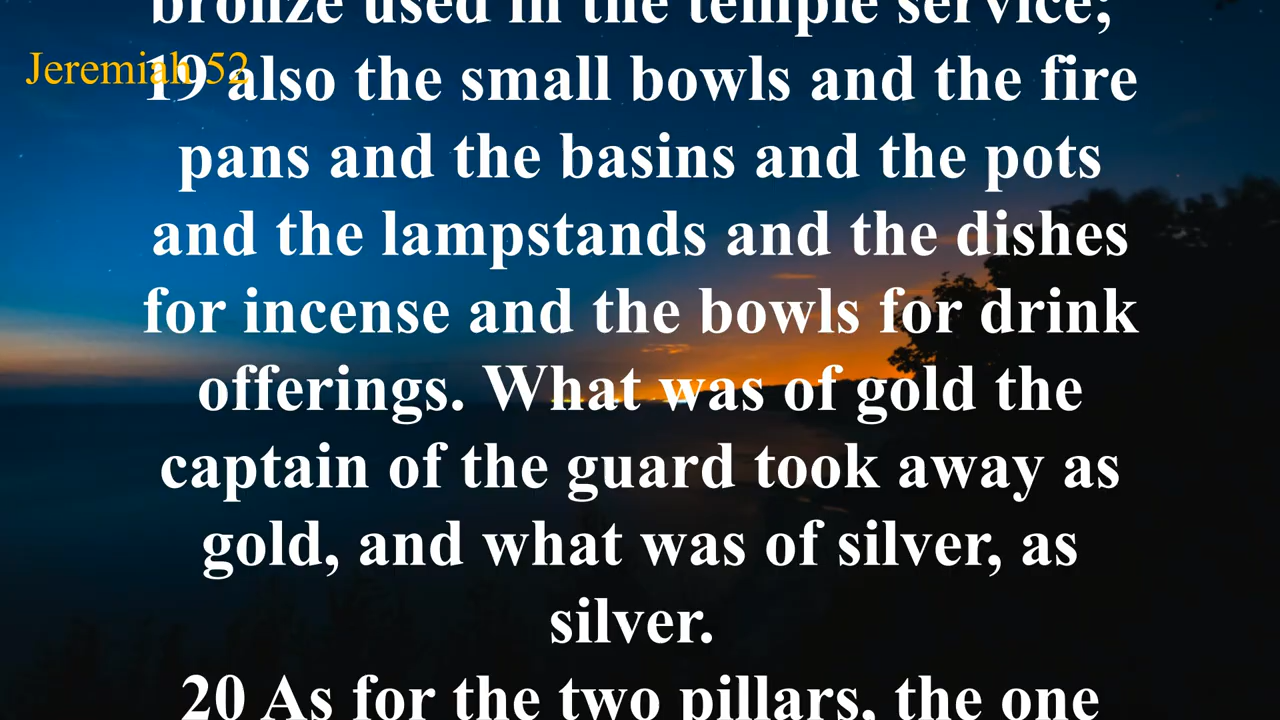 bronze used in the temple service;
Jeremiah 52
19 also the small bowls and the fire
pans and the basins and the pots
and the lampstands and the dishes
for incense and the bowls for drink
offerings. What was of gold the
captain of the guard took away as
gold, and what was of silver, as
silver.
20 As for the two pillars, the one